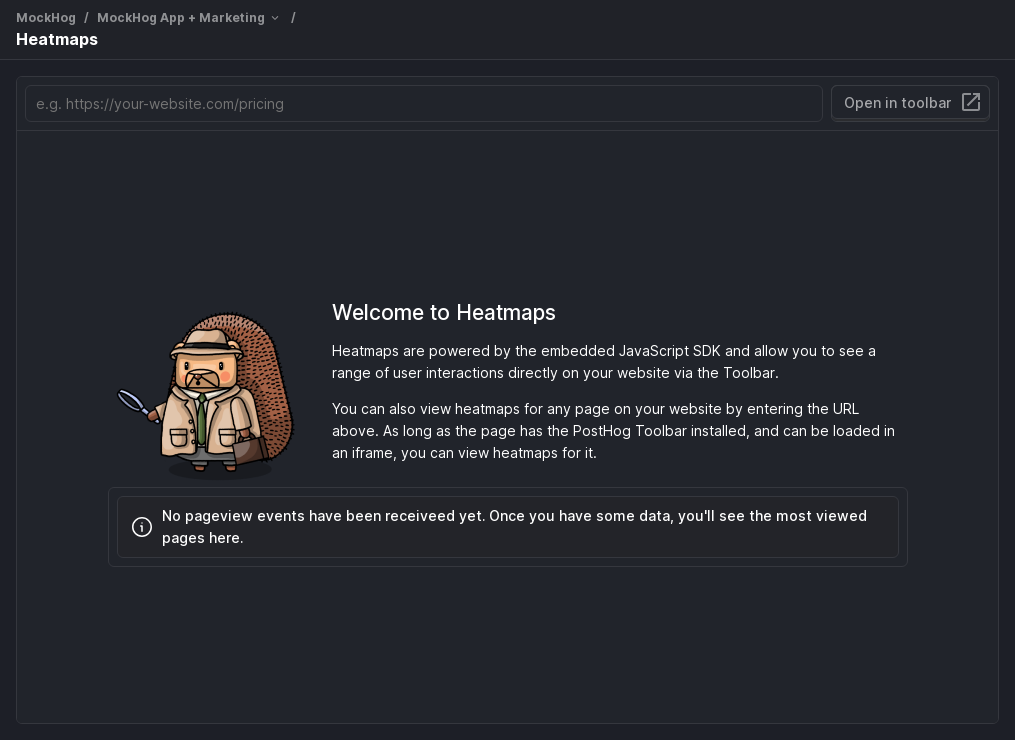 MockHog / MockHog App + Marketing /
Heatmaps
e.g. https://your-website.com/pricing
Open in toolbar
Welcome to Heatmaps
Heatmaps are powered by the embedded JavaScript SDK and allow you to see a
range of user interactions directly on your website via the Toolbar.
You can also view heatmaps for any page on your website by entering the URL
above. As long as the page has the PostHog Toolbar installed, and can be loaded in
an iframe, you can view heatmaps for it.
No pageview events have been receiveed yet. Once you have some data, you'll see the most viewed
pages here.